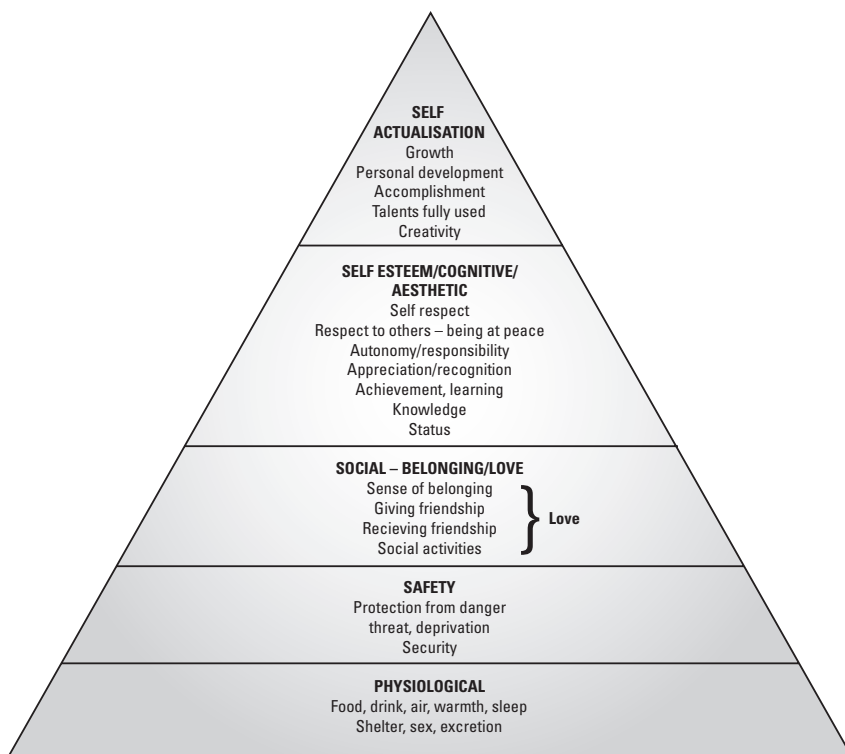 SELF
ACTUALISATION
Growth
Personal development
Accomplishment
Talents fully used
Creativity
SELF ESTEEM/COGNITIVE/
AESTHETIC
Self respect
Respect to others – being at peace
Autonomy/responsibility
Appreciation/recognition
Achievement, learning
Knowledge
Status
SOCIAL – BELONGING/LOVE
Sense of belonging
Giving friendship
Recieving friendship
Social activities
Love
SAFETY
Protection from danger
threat, deprivation
Security
PHYSIOLOGICAL
Food, drink, air, warmth, sleep
Shelter, sex, excretion